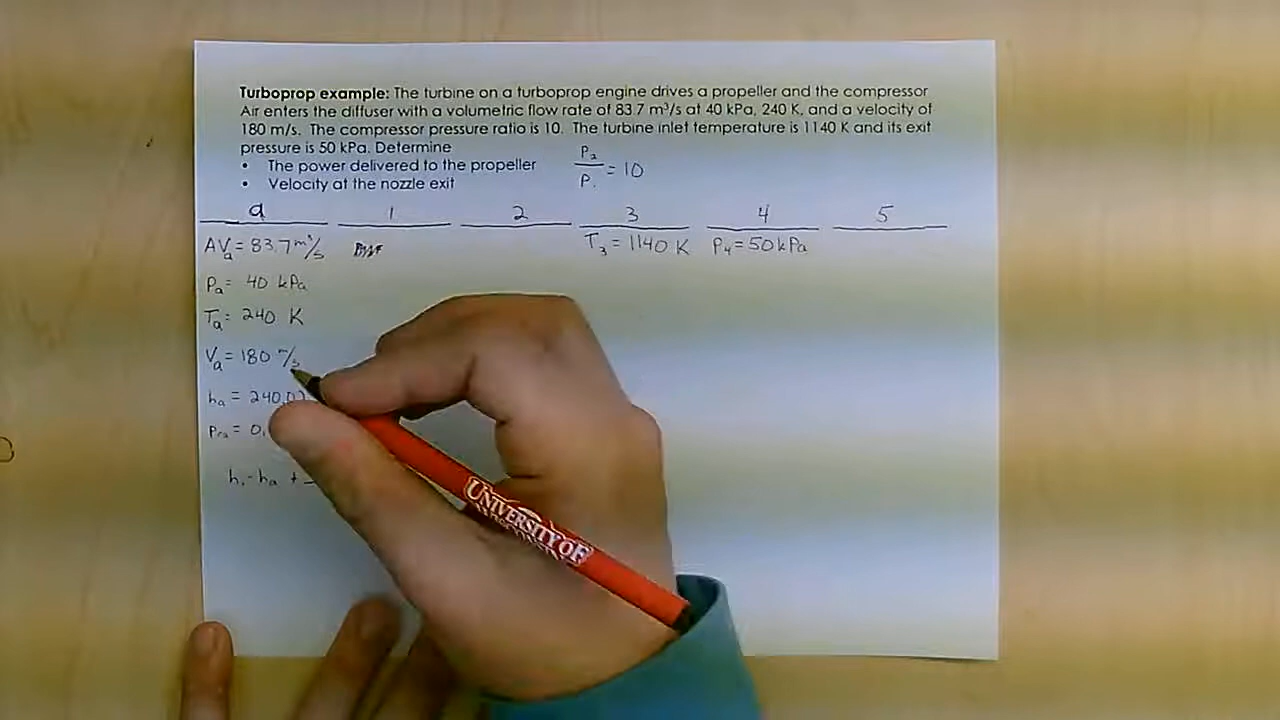 Turboprop example: The turbine on a turboprop engine drives a propeller and the compressor
Air enters the diffuser with a volumetric flow rate of 83 7 m³/s at 40 kPa, 240 K, and a velocity of
180 m/s. The compressor pressure ratio is 10. The turbine inlet temperature is 1140 K and its exit
pressure is 50 kPa. Determine
• The power delivered to the propeller
• Velocity at the nozzle exit
P₂/P₁ = 10
a 1 2 3 4 5
AVₐ = 83.7 m³/s T₃ = 1140 K P₄ = 50 kPa
Pₐ = 40 kPa
Tₐ = 240 K
Vₐ = 180 m/s
hₐ = 240.02
Prₐ = 0.
h₁ - hₐ +
UNIVERSITY OF